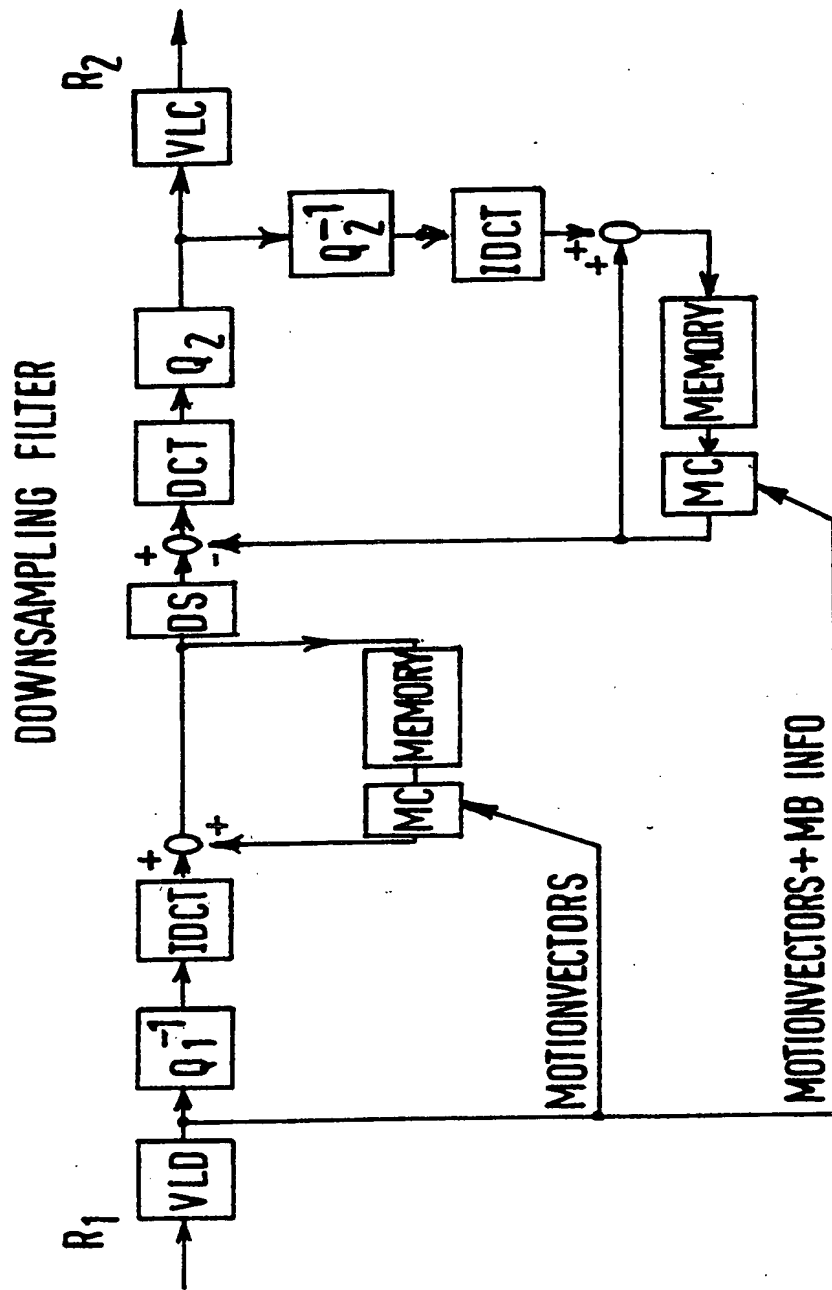 DOWNSAMPLING FILTER
R1
VLD
Q1^-1
IDCT
+
+
DS
+
-
DCT
Q2
VLC
R2
MC
MEMORY
Q2^-1
IDCT
+
+
MC
MEMORY
MOTIONVECTORS
MOTIONVECTORS+MB INFO